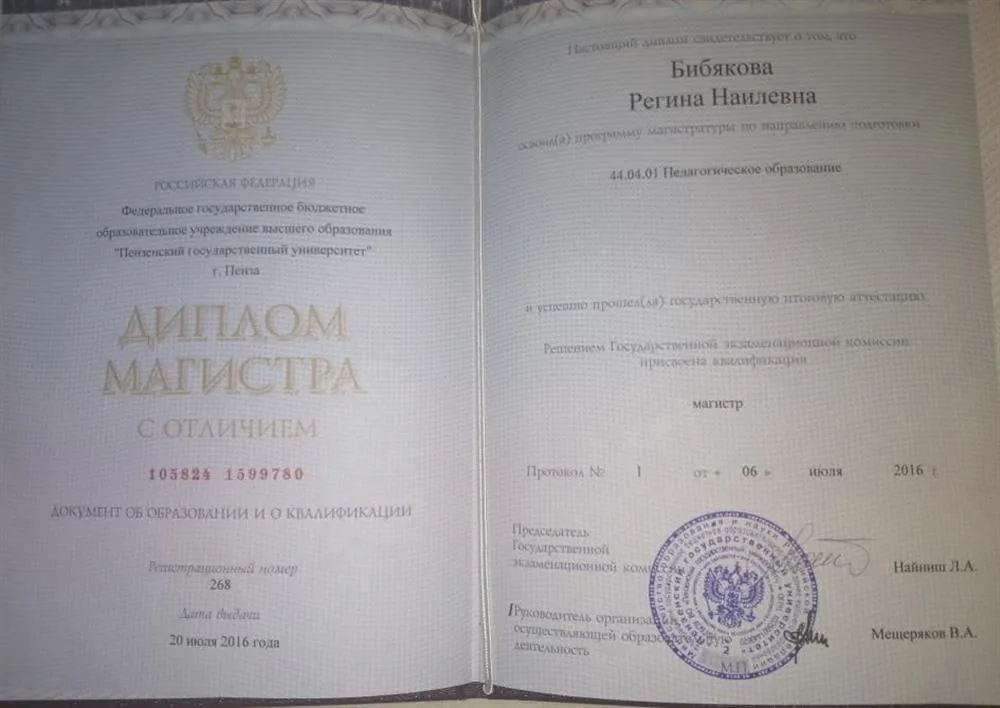 РОССИЙСКАЯ ФЕДЕРАЦИЯ
Федеральное государственное бюджетное
образовательное учреждение высшего образования
"Пензенский государственный университет"
г. Пенза
ДИПЛОМ
МАГИСТРА
С ОТЛИЧИЕМ
105824 1599780
ДОКУМЕНТ ОБ ОБРАЗОВАНИИ И О КВАЛИФИКАЦИИ
Регистрационный номер
268
Дата выдачи
20 июля 2016 года
Настоящий диплом свидетельствует о том, что
Бибякова
Регина Наилевна
освоил(а) программу магистратуры по направлению подготовки
44.04.01 Педагогическое образование
и успешно прошел(ла) государственную итоговую аттестацию
Решением Государственной экзаменационной комиссии
присвоена квалификация
магистр
Протокол № 1 от « 06 » июля 2016 г.
Председатель
Государственной
экзаменационной комиссии
Найниш Л.А.
Руководитель организации,
осуществляющей образовательную
деятельность
Мещеряков В.А.
М.П.